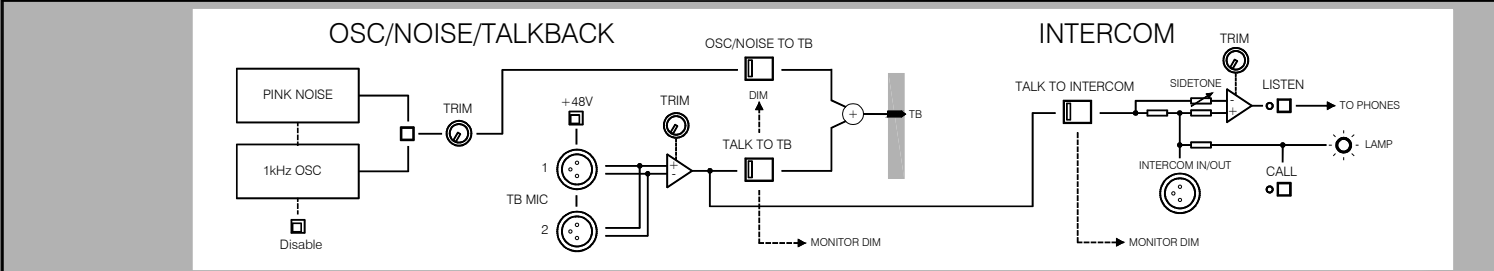 OSC/NOISE/TALKBACK
INTERCOM
OSC/NOISE TO TB
TRIM
PINK NOISE
TRIM
+48V
TRIM
DIM
TALK TO INTERCOM
SIDETONE
LISTEN
TO PHONES
-
+
+
TB
1kHz OSC
1
+
-
TALK TO TB
LAMP
INTERCOM IN/OUT
CALL
TB MIC
2
Disable
MONITOR DIM
MONITOR DIM